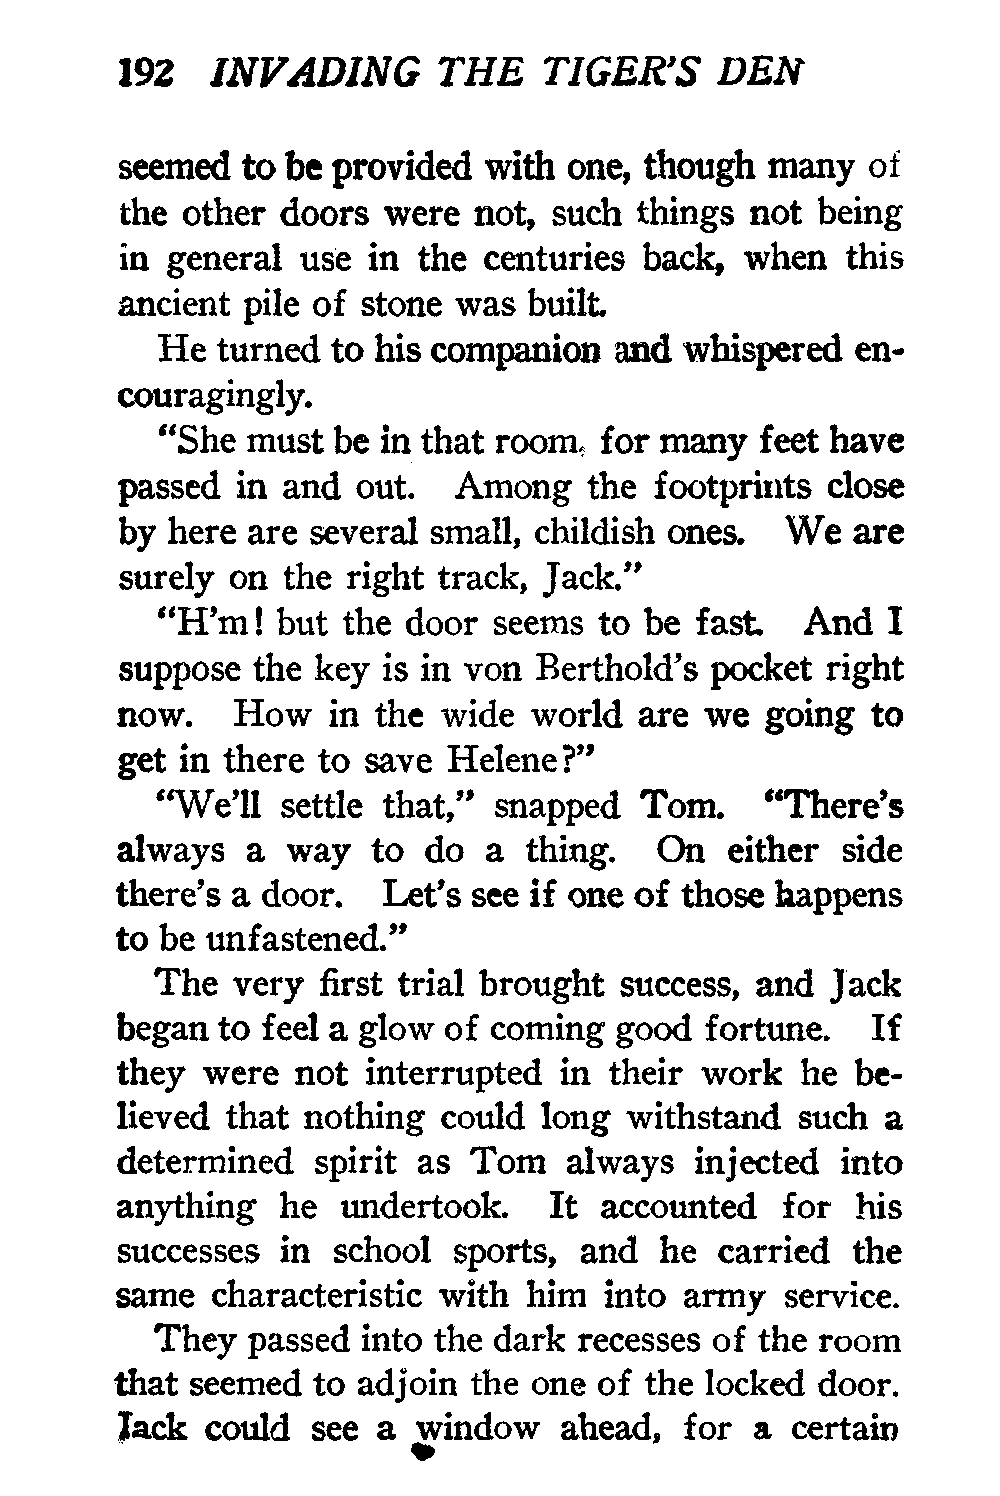 192 INVADING THE TIGER'S DEN
seemed to be provided with one, though many of
the other doors were not, such things not being
in general use in the centuries back, when this
ancient pile of stone was built.
He turned to his companion and whispered en-
couragingly.
"She must be in that room, for many feet have
passed in and out. Among the footprints close
by here are several small, childish ones. We are
surely on the right track, Jack."
"H'm! but the door seems to be fast. And I
suppose the key is in von Berthold's pocket right
now. How in the wide world are we going to
get in there to save Helene?"
"We'll settle that," snapped Tom. "There's
always a way to do a thing. On either side
there's a door. Let's see if one of those happens
to be unfastened."
The very first trial brought success, and Jack
began to feel a glow of coming good fortune. If
they were not interrupted in their work he be-
lieved that nothing could long withstand such a
determined spirit as Tom always injected into
anything he undertook. It accounted for his
successes in school sports, and he carried the
same characteristic with him into army service.
They passed into the dark recesses of the room
that seemed to adjoin the one of the locked door.
Jack could see a window ahead, for a certain